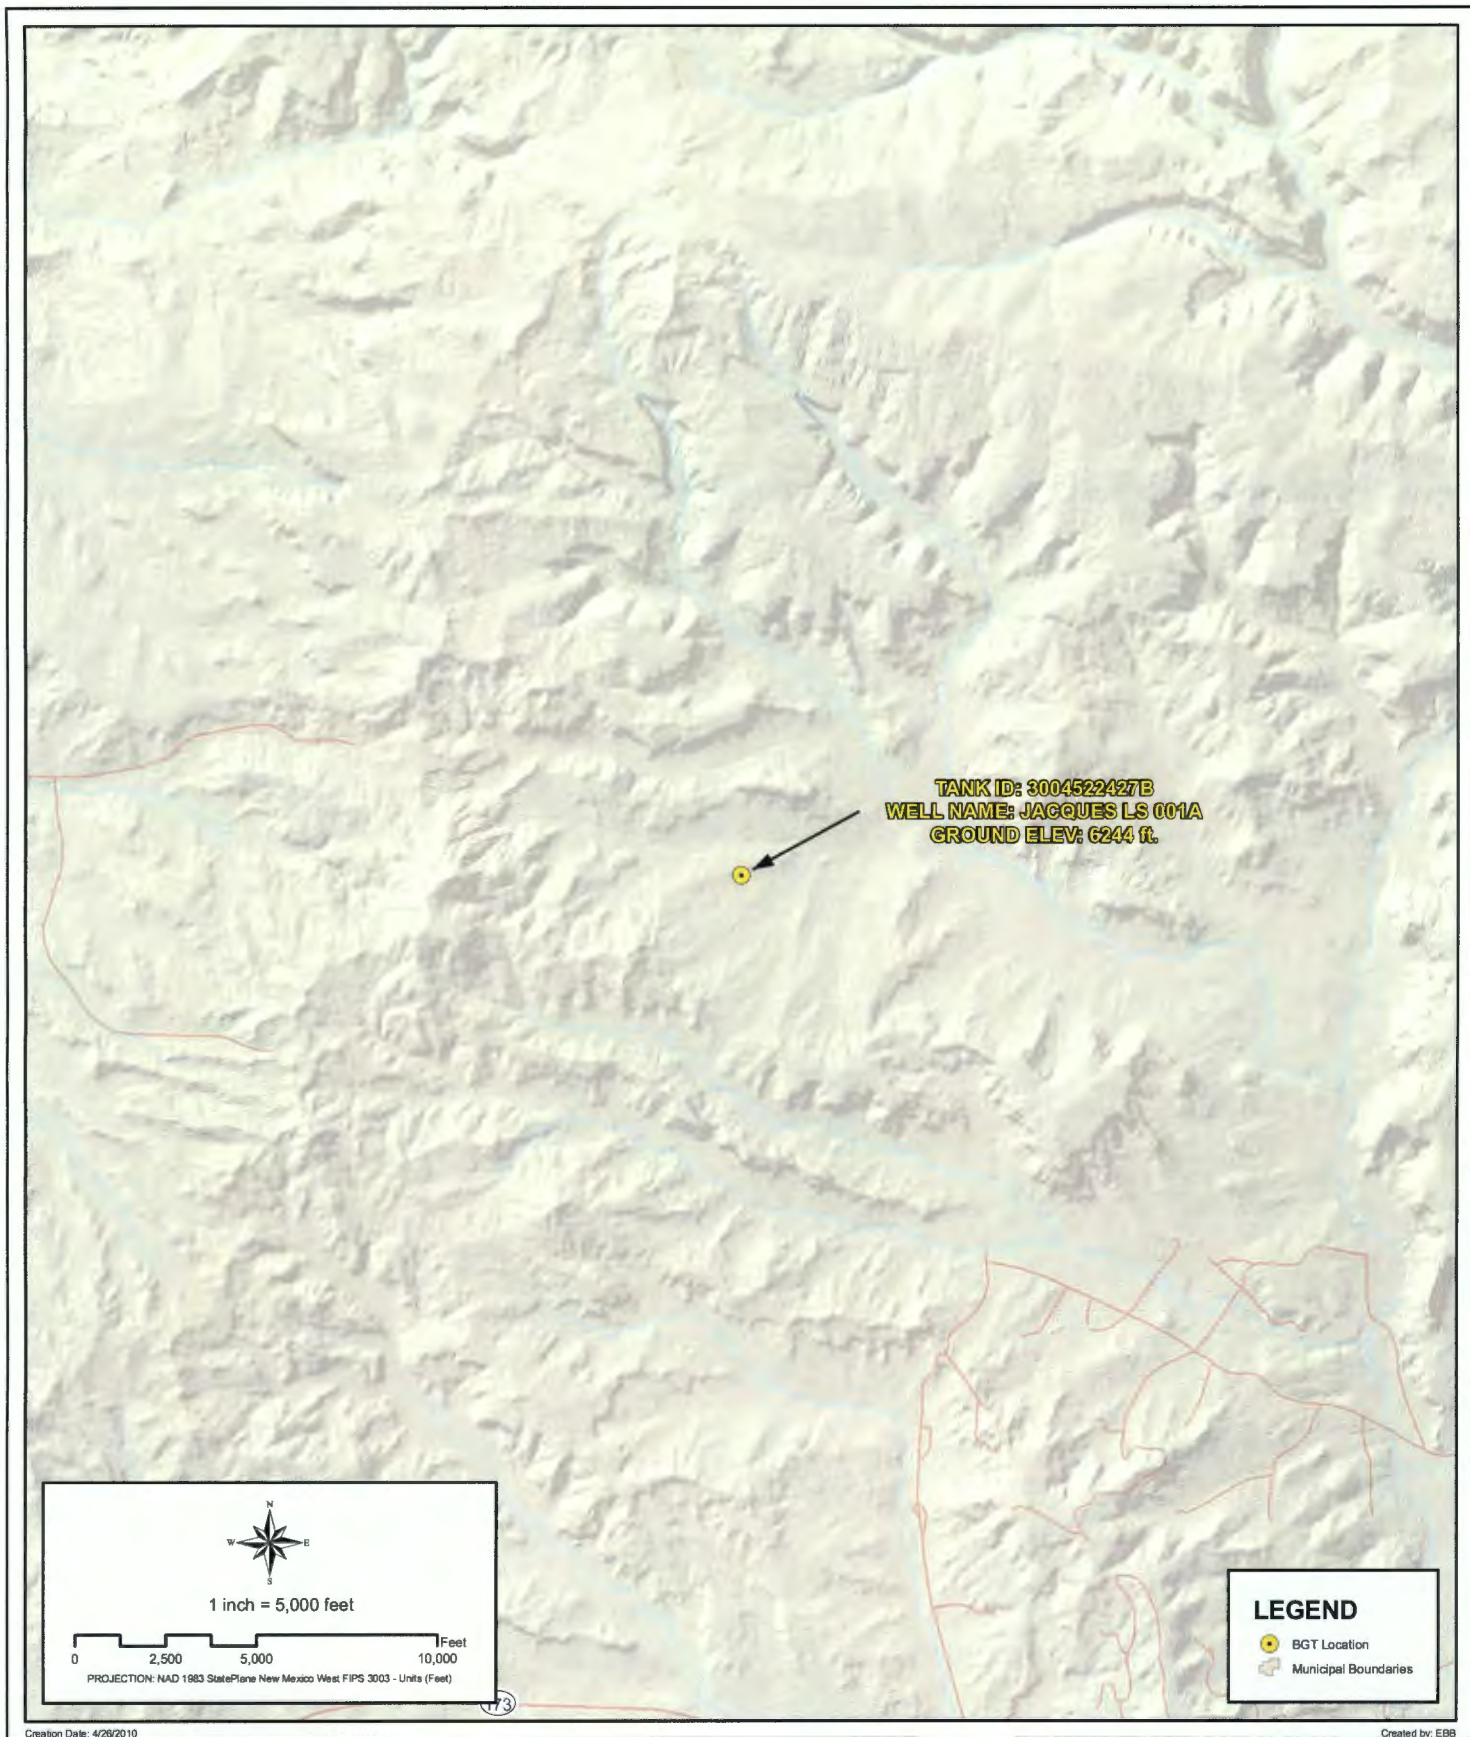 TANK ID: 3004522427B
WELL NAME: JACQUES LS 001A
GROUND ELEV: 6244 ft.
N
W E
S
1 inch = 5,000 feet
Feet
0 2,500 5,000 10,000
PROJECTION: NAD 1983 StatePlane New Mexico West FIPS 3003 - Units (Feet)
LEGEND
BGT Location
Municipal Boundaries
173
Creation Date: 4/26/2010
Created by: EBB